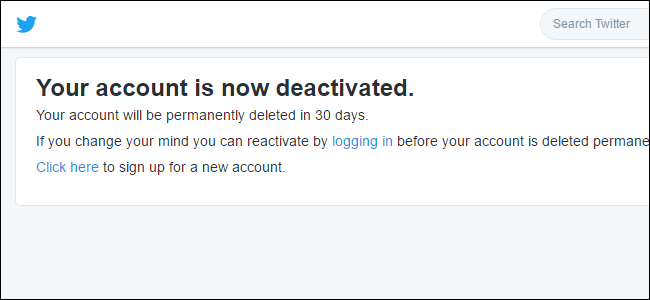 Search Twitter
Your account is now deactivated.
Your account will be permanently deleted in 30 days.
If you change your mind you can reactivate by logging in before your account is deleted permane
Click here to sign up for a new account.